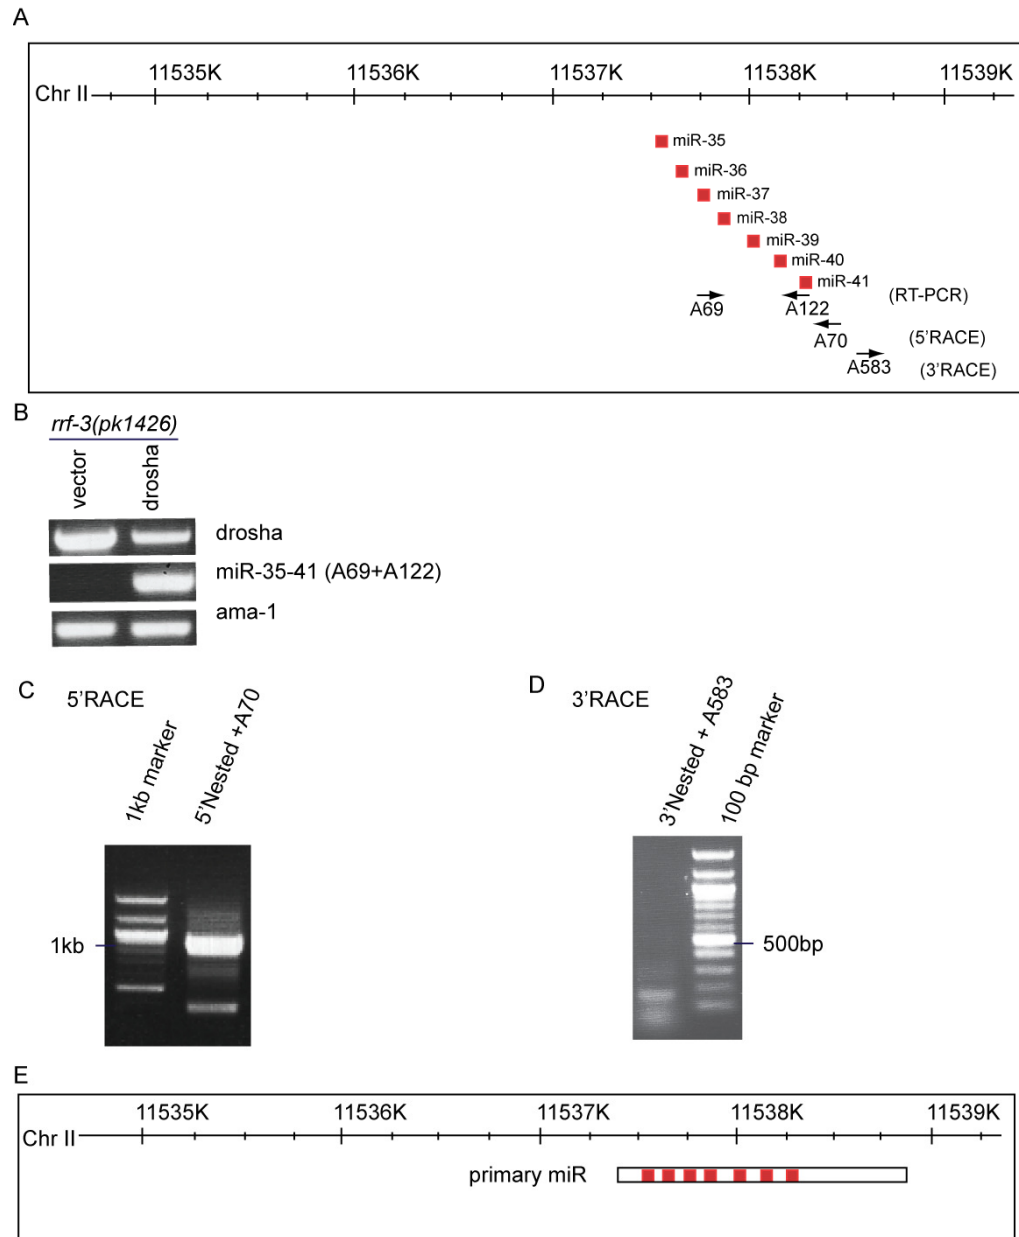 A
11535K 11536K 11537K 11538K 11539K
Chr II
miR-35
miR-36
miR-37
miR-38
miR-39
miR-40
miR-41
A69 A122 (RT-PCR)
A70 (5'RACE)
A583 (3'RACE)
B
rrf-3(pk1426)
vector drosha
drosha
miR-35-41 (A69+A122)
ama-1
C 5'RACE
1kb marker 5'Nested +A70
1kb
D 3'RACE
3'Nested + A583 100 bp marker
500bp
E
11535K 11536K 11537K 11538K 11539K
Chr II
primary miR